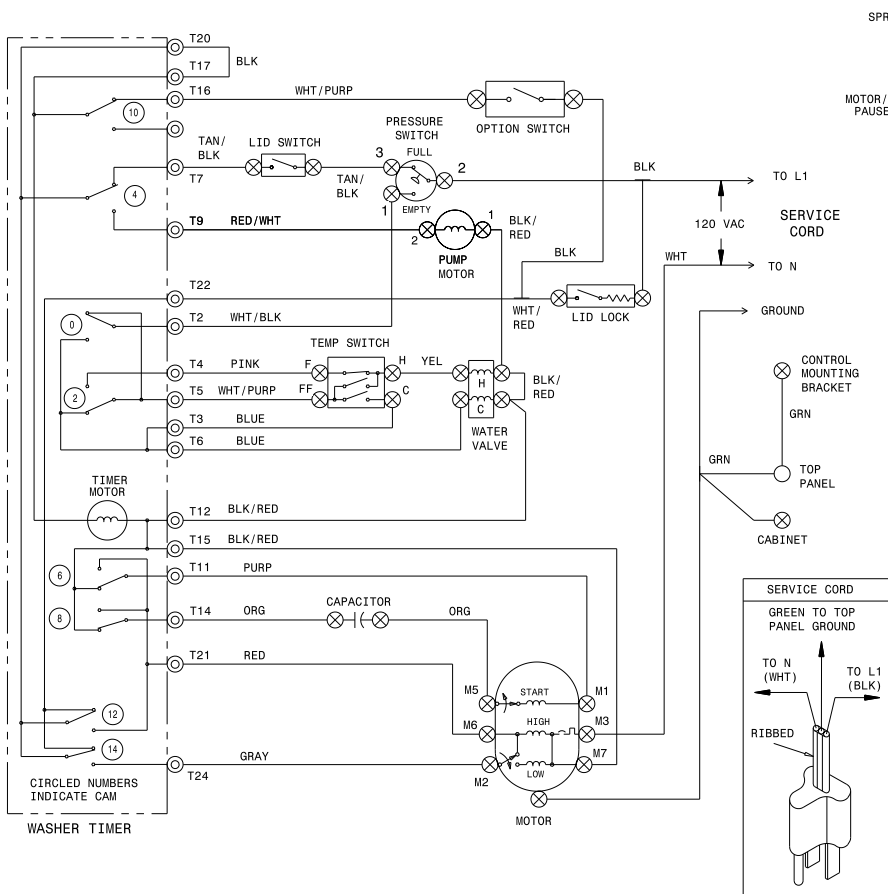 SPR
T20
BLK
T17
T16
WHT/PURP
10
OPTION SWITCH
MOTOR/
PAUSE
PRESSURE
SWITCH
TAN/
BLK
LID SWITCH
FULL
3
2
BLK
T7
TAN/
BLK
TO L1
4
1
EMPTY
SERVICE
CORD
120 VAC
T9
RED/WHT
2
1
BLK/
RED
PUMP
MOTOR
BLK
WHT
TO N
T22
WHT/
RED
LID LOCK
GROUND
0
T2
WHT/BLK
TEMP SWITCH
T4
PINK
F
H
YEL
CONTROL
MOUNTING
BRACKET
2
T5
WHT/PURP
FF
C
H
C
BLK/
RED
T3
BLUE
GRN
T6
BLUE
WATER
VALVE
GRN
TOP
PANEL
TIMER
MOTOR
T12
BLK/RED
CABINET
T15
BLK/RED
6
T11
PURP
SERVICE CORD
8
T14
ORG
CAPACITOR
ORG
GREEN TO TOP
PANEL GROUND
T21
RED
TO N
(WHT)
TO L1
(BLK)
M5
START
M1
12
M6
HIGH
M3
RIBBED
14
GRAY
M7
T24
M2
LOW
CIRCLED NUMBERS
INDICATE CAM
MOTOR
WASHER TIMER